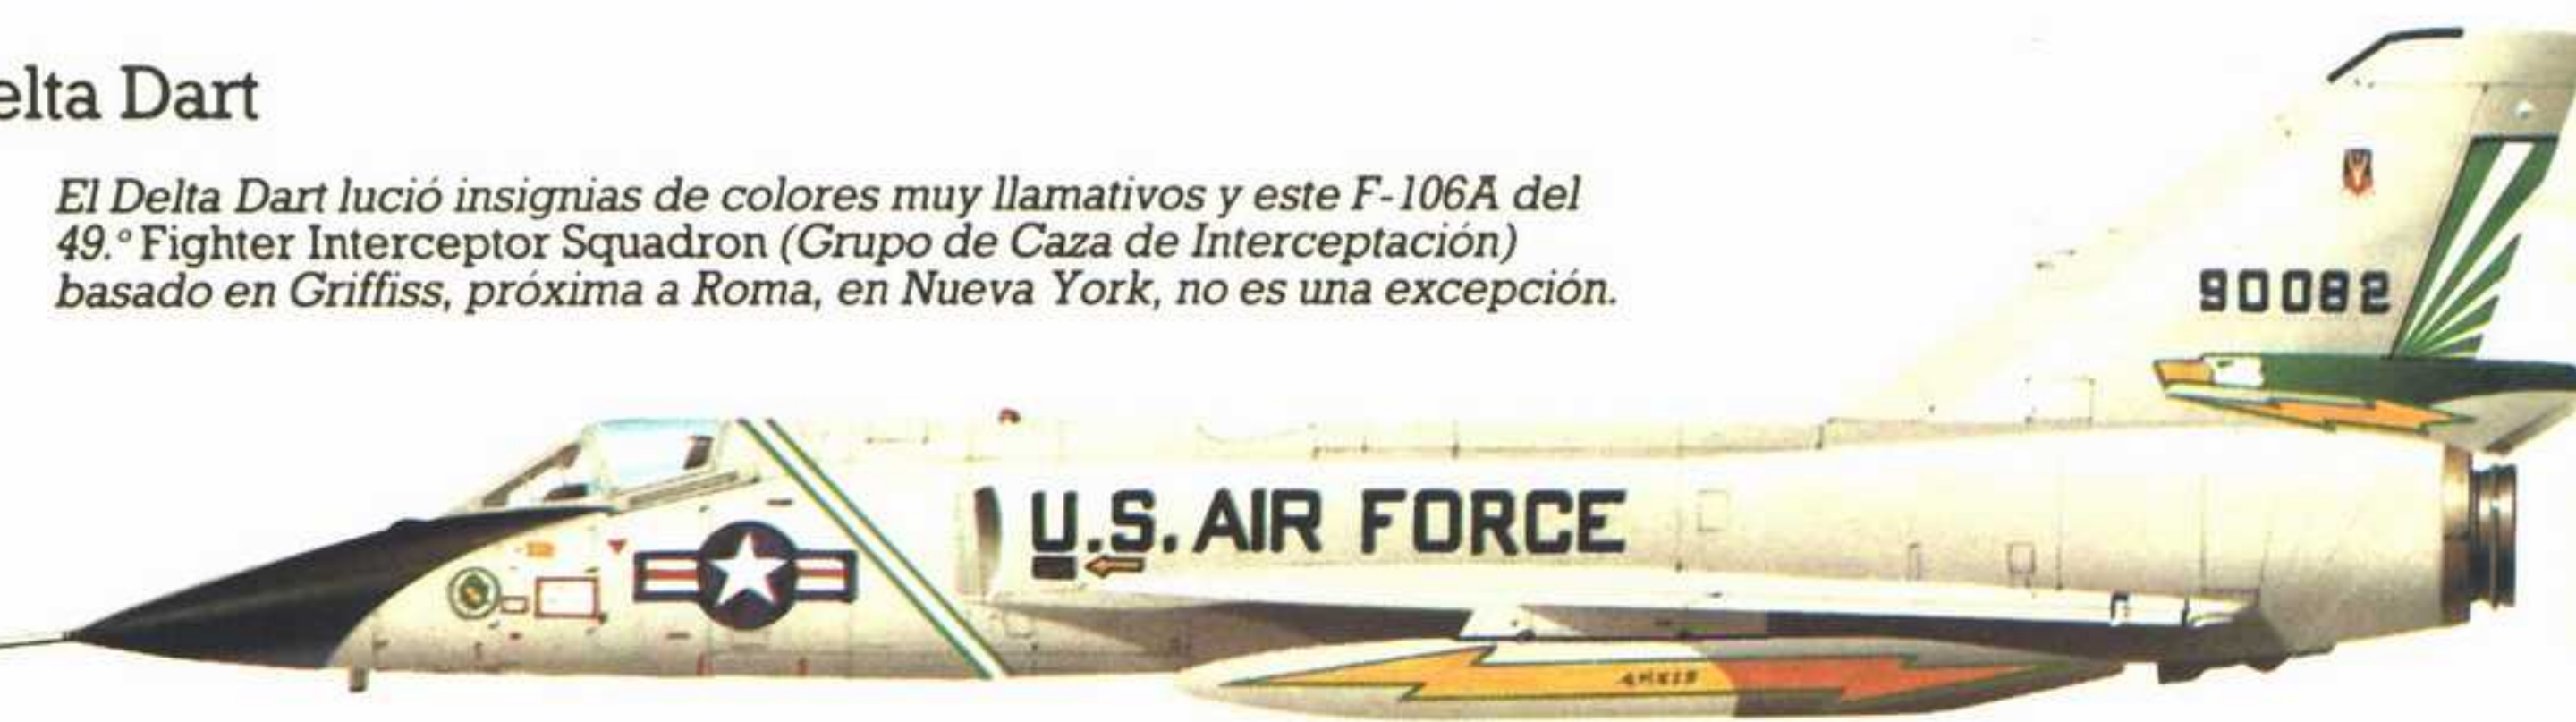 elta Dart
El Delta Dart lució insignias de colores muy llamativos y este F-106A del
49.º Fighter Interceptor Squadron (Grupo de Caza de Interceptación)
basado en Griffiss, próxima a Roma, en Nueva York, no es una excepción.
90082
U.S. AIR FORCE